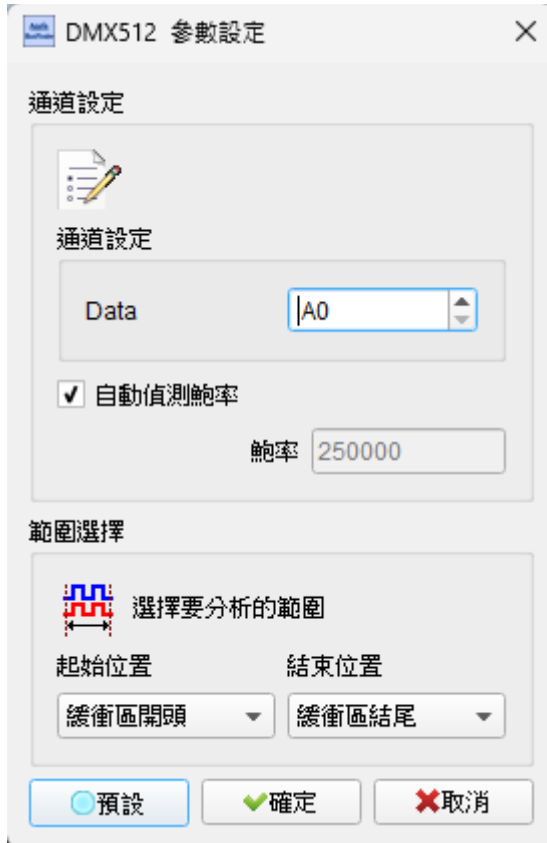 DMX512 參數設定
通道設定
通道設定
Data A0
自動偵測鮑率
鮑率 250000
範圍選擇
選擇要分析的範圍
起始位置 結束位置
緩衝區開頭 緩衝區結尾
預設 確定 取消